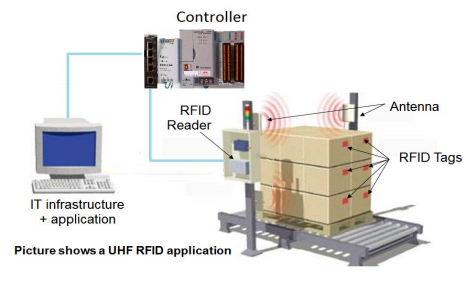 Controller
RFID
Reader
Antenna
RFID Tags
IT infrastructure
+ application
Picture shows a UHF RFID application